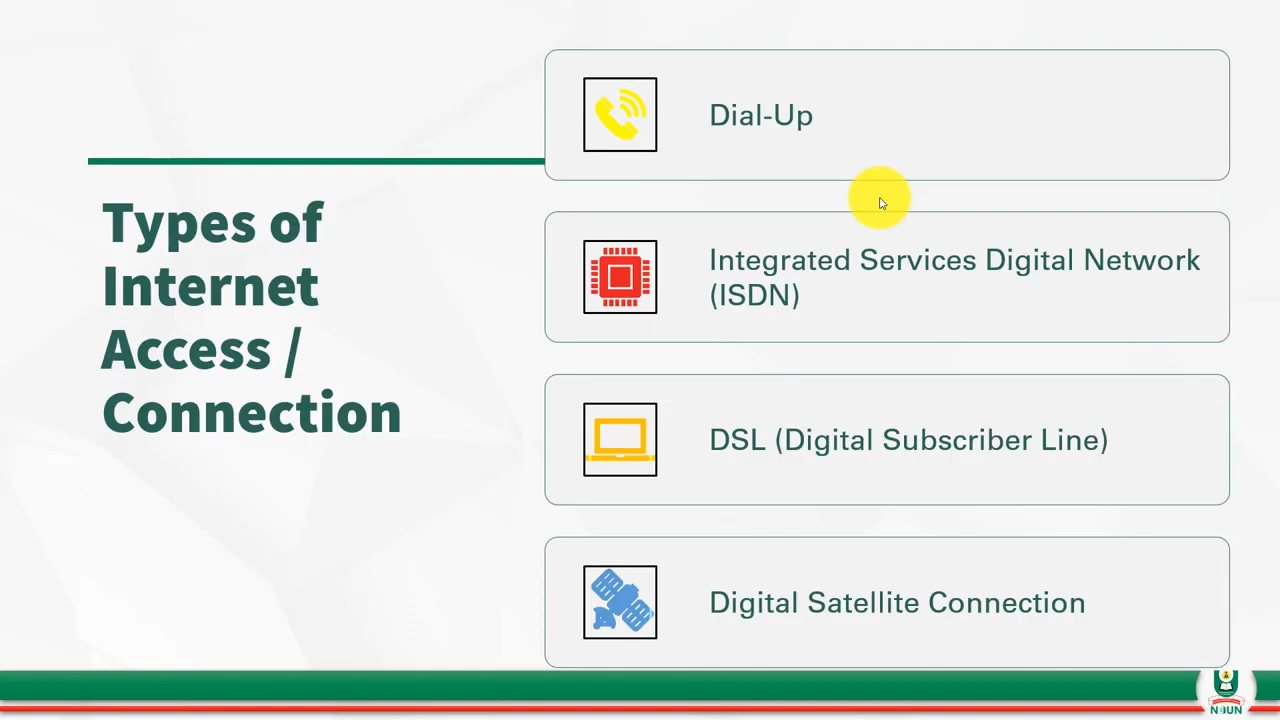 Types of
Internet
Access /
Connection
Dial-Up
Integrated Services Digital Network
(ISDN)
DSL (Digital Subscriber Line)
Digital Satellite Connection
NOUN